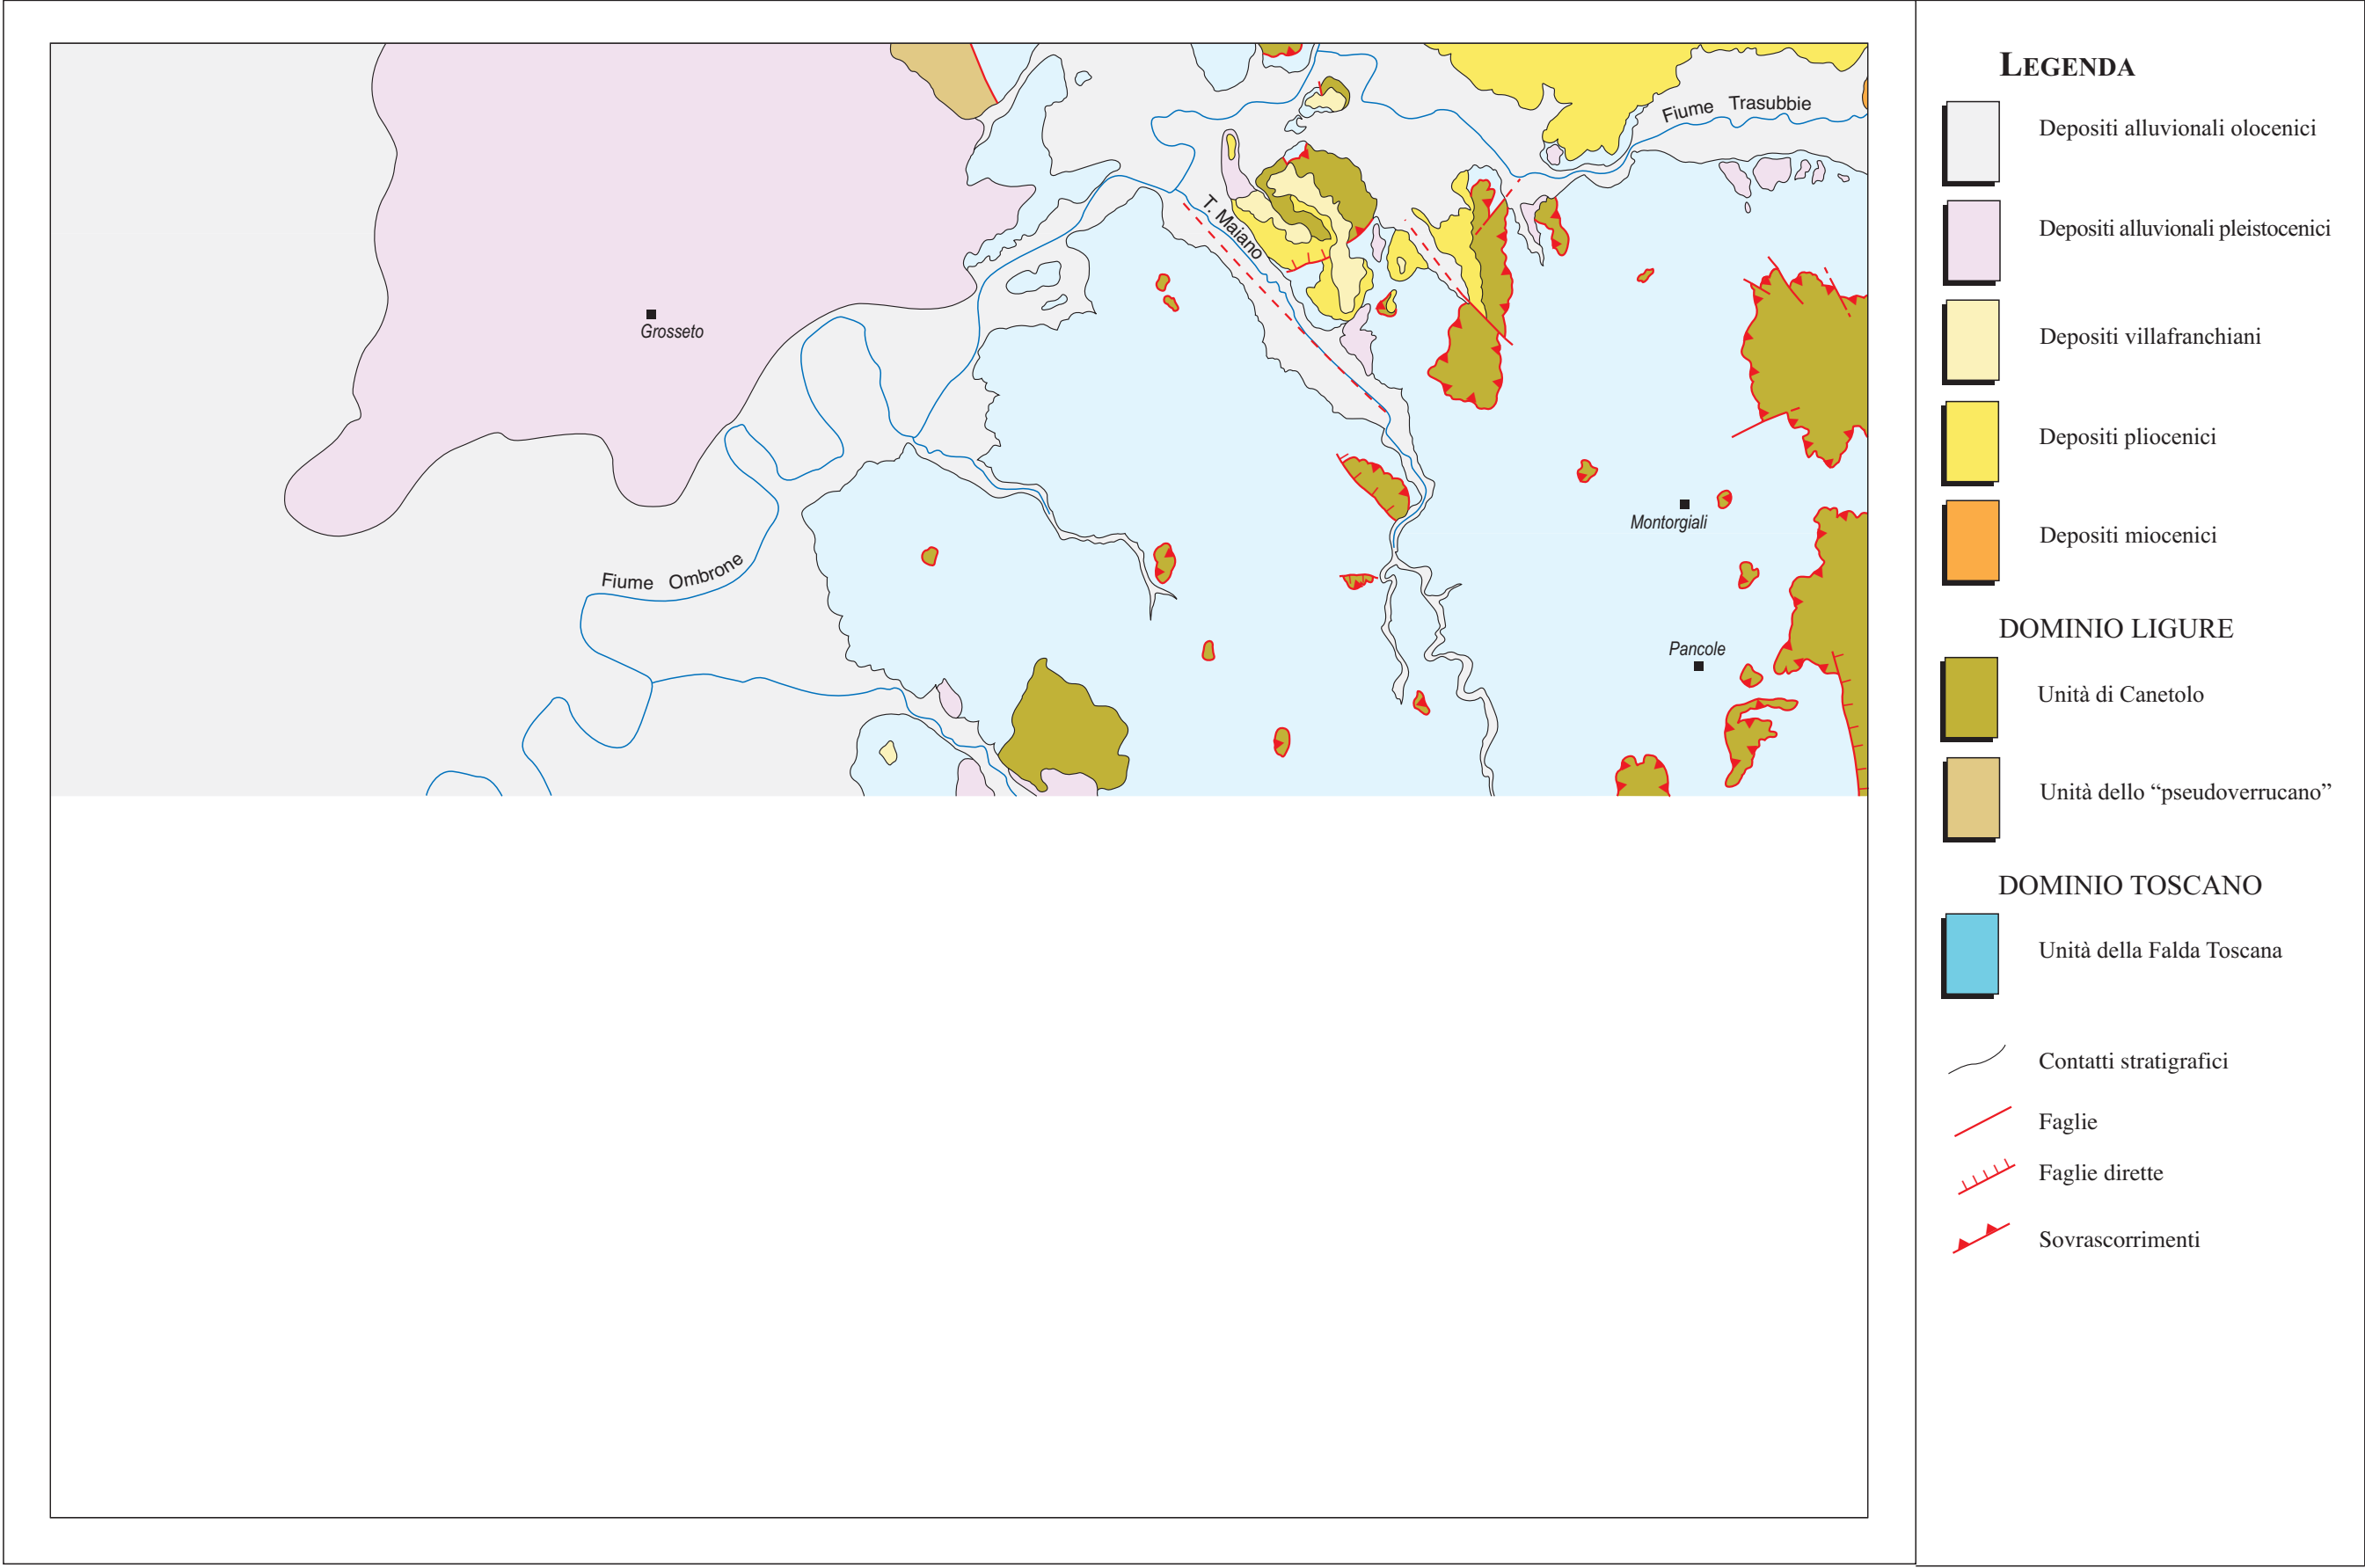 Fiume Trasubbie
T. Maiano
Grosseto
Montorgiali
Fiume Ombrone
Pancole
LEGENDA
Depositi alluvionali olocenici
Depositi alluvionali pleistocenici
Depositi villafranchiani
Depositi pliocenici
Depositi miocenici
DOMINIO LIGURE
Unità di Canetolo
Unità dello “pseudoverrucano”
DOMINIO TOSCANO
Unità della Falda Toscana
Contatti stratigrafici
Faglie
Faglie dirette
Sovrascorrimenti